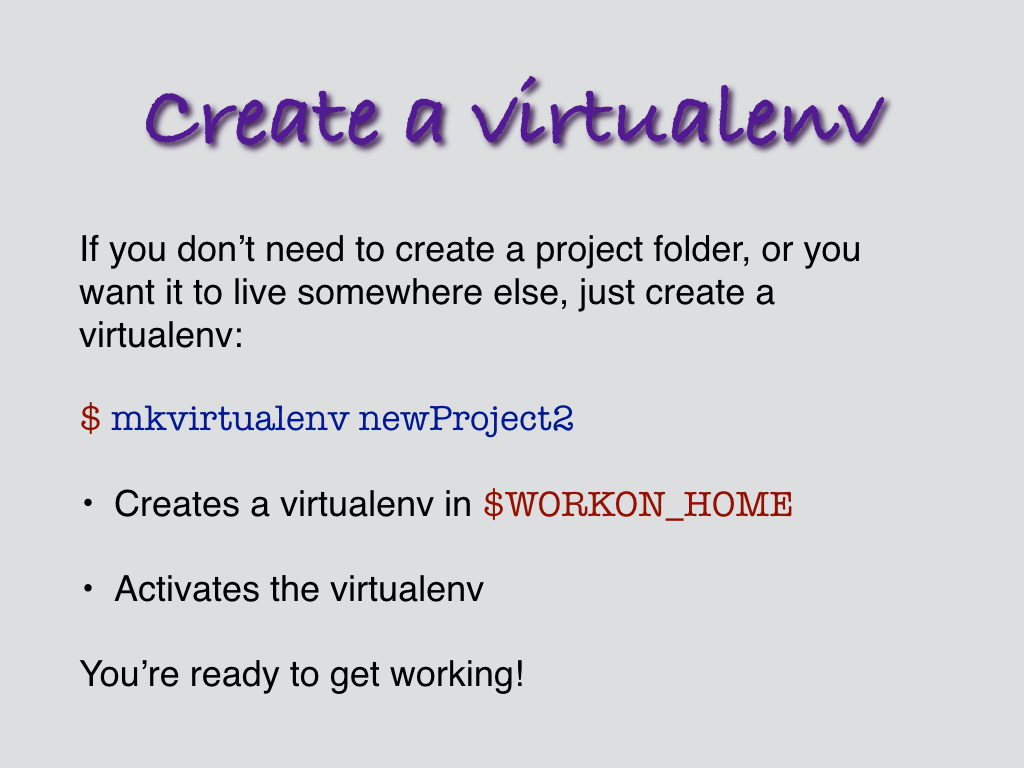 Create a virtualenv
If you don’t need to create a project folder, or you
want it to live somewhere else, just create a
virtualenv:
$ mkvirtualenv newProject2
• Creates a virtualenv in $WORKON_HOME
• Activates the virtualenv
You’re ready to get working!